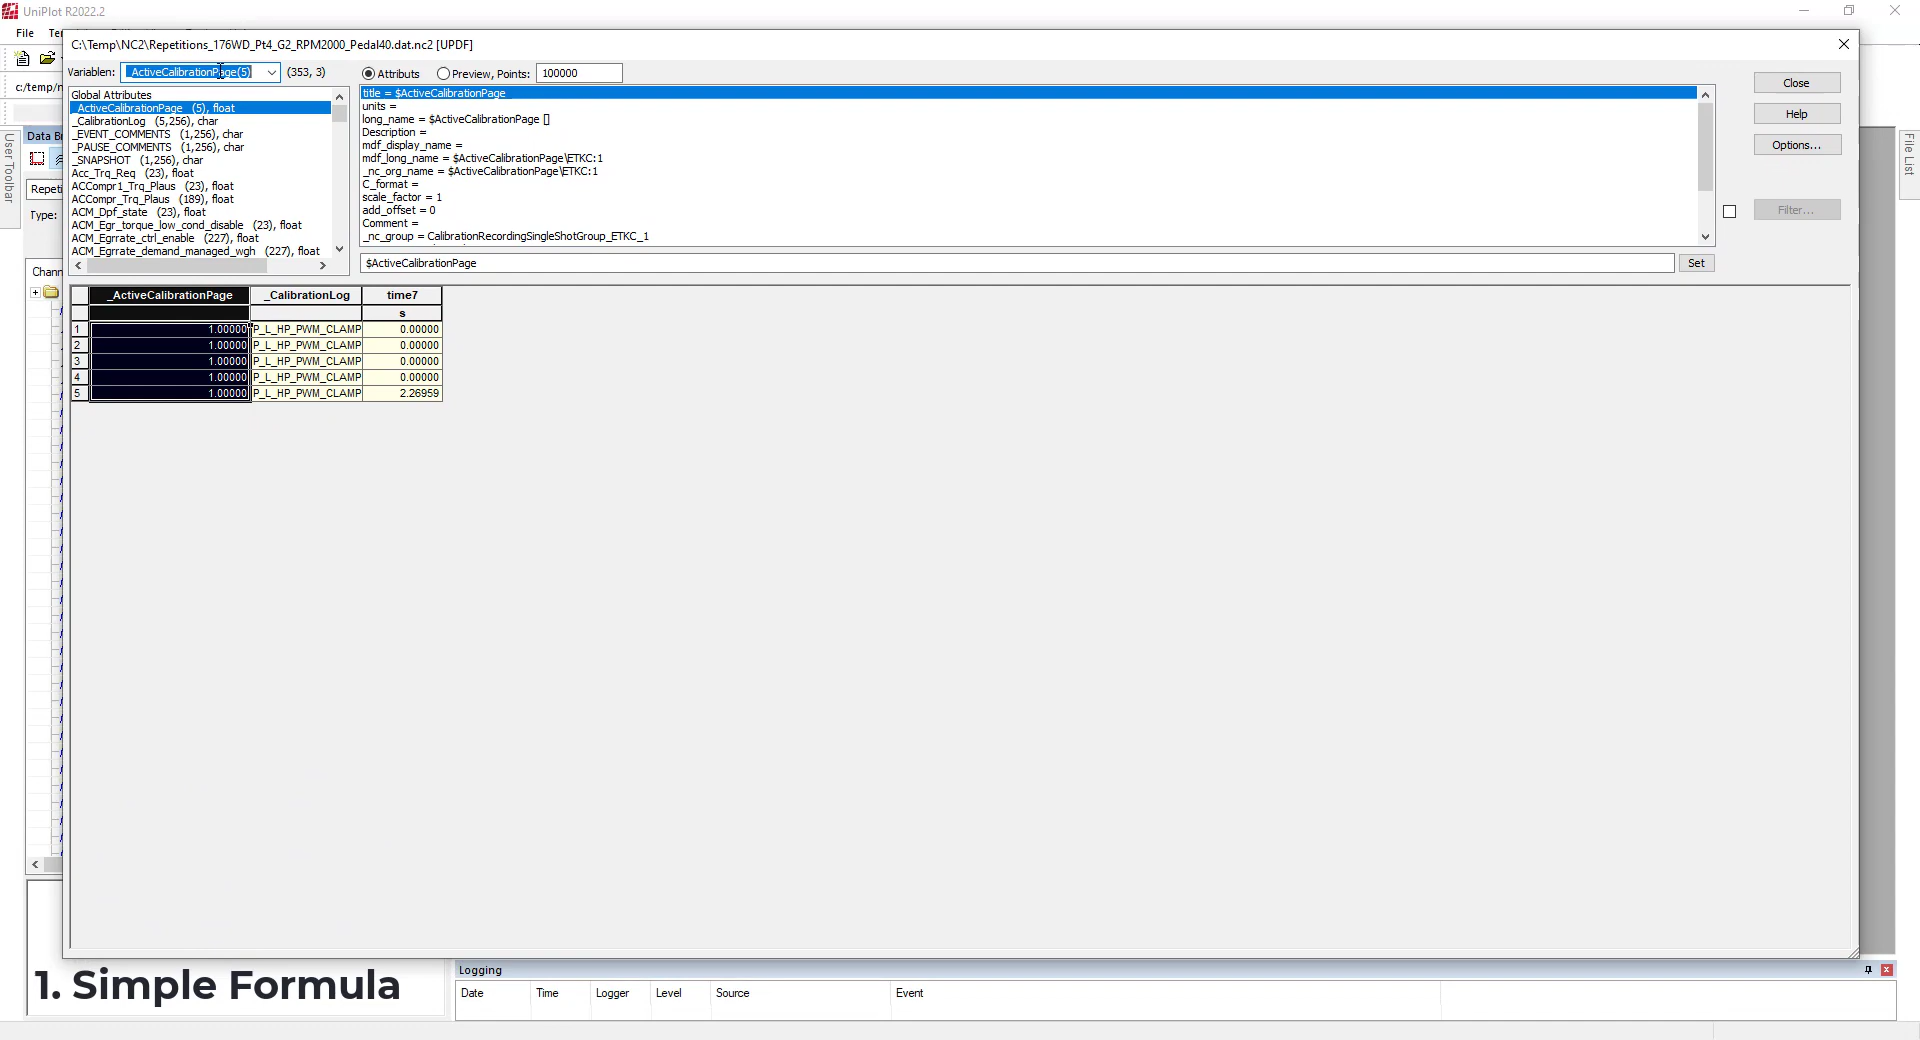 UniPlot R2022.2
File
C:\Temp\NC2\Repetitions_176WD_Pt4_G2_RPM2000_Pedal40.dat.nc2 [UPDF]
Variablen: _ActiveCalibrationPage(5) (353, 3) Attributs Preview, Points: 100000
Close
Help
Options...
Filter...
c:/temp/n
User Toolbar
Data Br
Repeti
Type:
Chann
File List
Global Attributes
_ActiveCalibrationPage (5), float
_CalibrationLog (5,256), char
_EVENT_COMMENTS (1,256), char
_PAUSE_COMMENTS (1,256), char
_SNAPSHOT (1,256), char
Acc_Trq_Req (23), float
ACCompr1_Trq_Plaus (23), float
ACCompr_Trq_Plaus (189), float
ACM_Dpf_state (23), float
ACM_Egr_torque_low_cond_disable (23), float
ACM_Egrrate_ctrl_enable (227), float
ACM_Egrrate_demand_managed_wgh (227), float
title = $ActiveCalibrationPage
units =
long_name = $ActiveCalibrationPage []
Description =
mdf_display_name =
mdf_long_name = $ActiveCalibrationPage\ETKC:1
_nc_org_name = $ActiveCalibrationPage\ETKC:1
C_format =
scale_factor = 1
add_offset = 0
Comment =
_nc_group = CalibrationRecordingSingleShotGroup_ETKC_1
$ActiveCalibrationPage Set
_ActiveCalibrationPage _CalibrationLog time7
s
1 1.00000 P_L_HP_PWM_CLAMP 0.00000
2 1.00000 P_L_HP_PWM_CLAMP 0.00000
3 1.00000 P_L_HP_PWM_CLAMP 0.00000
4 1.00000 P_L_HP_PWM_CLAMP 0.00000
5 1.00000 P_L_HP_PWM_CLAMP 2.26959
1. Simple Formula
Logging
Date Time Logger Level Source Event